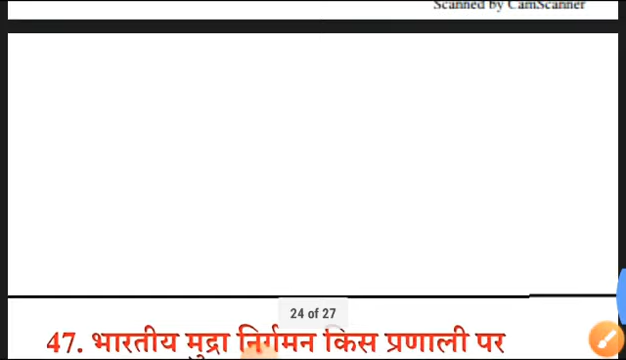 Scanned by CamScanner
24 of 27
47. भारतीय मुद्रा निर्गमन किस प्रणाली पर